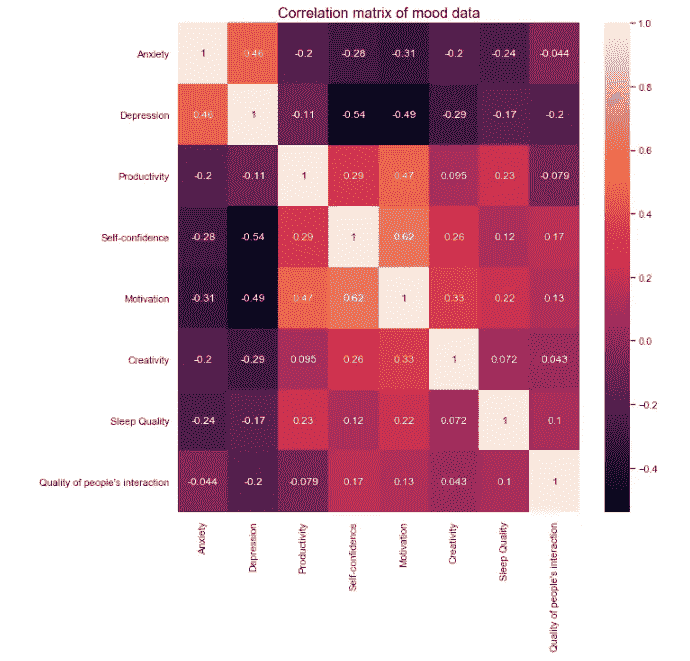 Correlation matrix of mood data
Anxiety 1 0.46 -0.2 -0.28 -0.31 -0.2 -0.24 -0.044
Depression 0.46 1 -0.11 -0.54 -0.49 -0.29 -0.17 -0.2
Productivity -0.2 -0.11 1 0.29 0.47 0.095 0.23 -0.079
Self-confidence -0.28 -0.54 0.29 1 0.62 0.26 0.12 0.17
Motivation -0.31 -0.49 0.47 0.62 1 0.33 0.22 0.13
Creativity -0.2 -0.29 0.095 0.26 0.33 1 0.072 0.043
Sleep Quality -0.24 -0.17 0.23 0.12 0.22 0.072 1 0.1
Quality of people's interaction -0.044 -0.2 -0.079 0.17 0.13 0.043 0.1 1
Anxiety
Depression
Productivity
Self-confidence
Motivation
Creativity
Sleep Quality
Quality of people's interaction
1.0
0.8
0.6
0.4
0.2
0.0
-0.2
-0.4